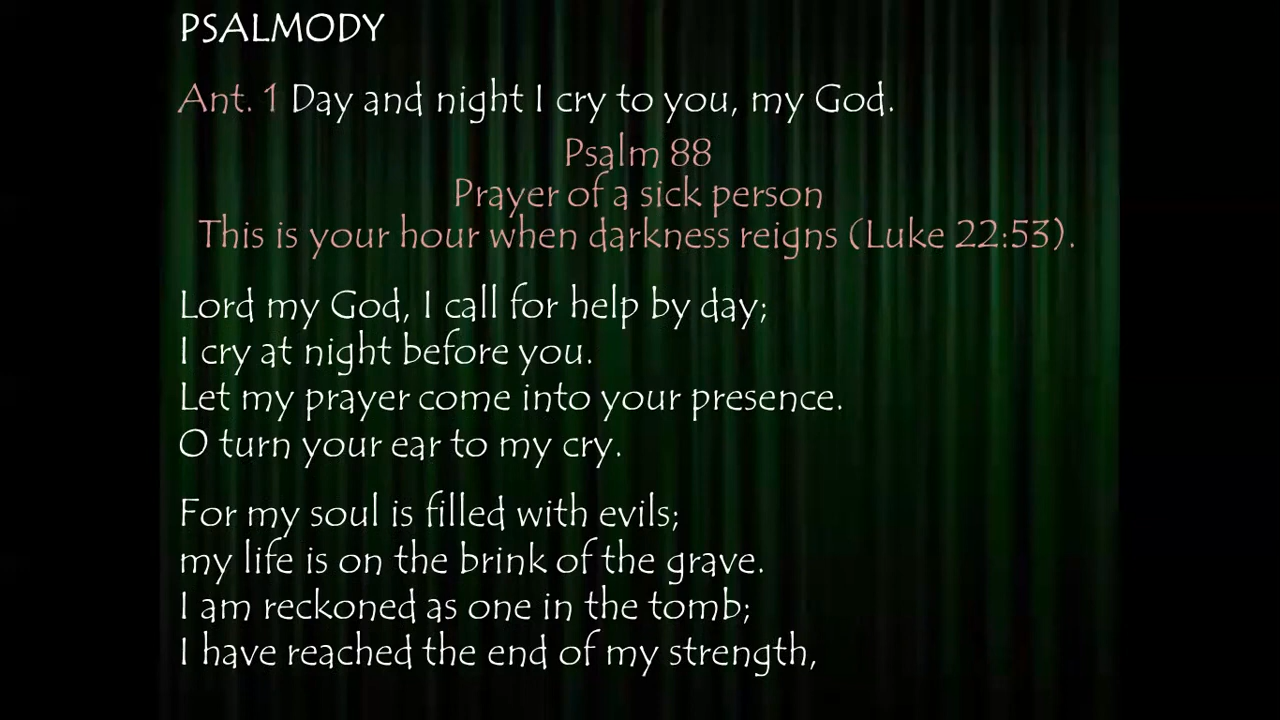 PSALMODY
Ant. 1 Day and night I cry to you, my God.
Psalm 88
Prayer of a sick person
This is your hour when darkness reigns (Luke 22:53).
Lord my God, I call for help by day;
I cry at night before you.
Let my prayer come into your presence.
O turn your ear to my cry.
For my soul is filled with evils;
my life is on the brink of the grave.
I am reckoned as one in the tomb;
I have reached the end of my strength,